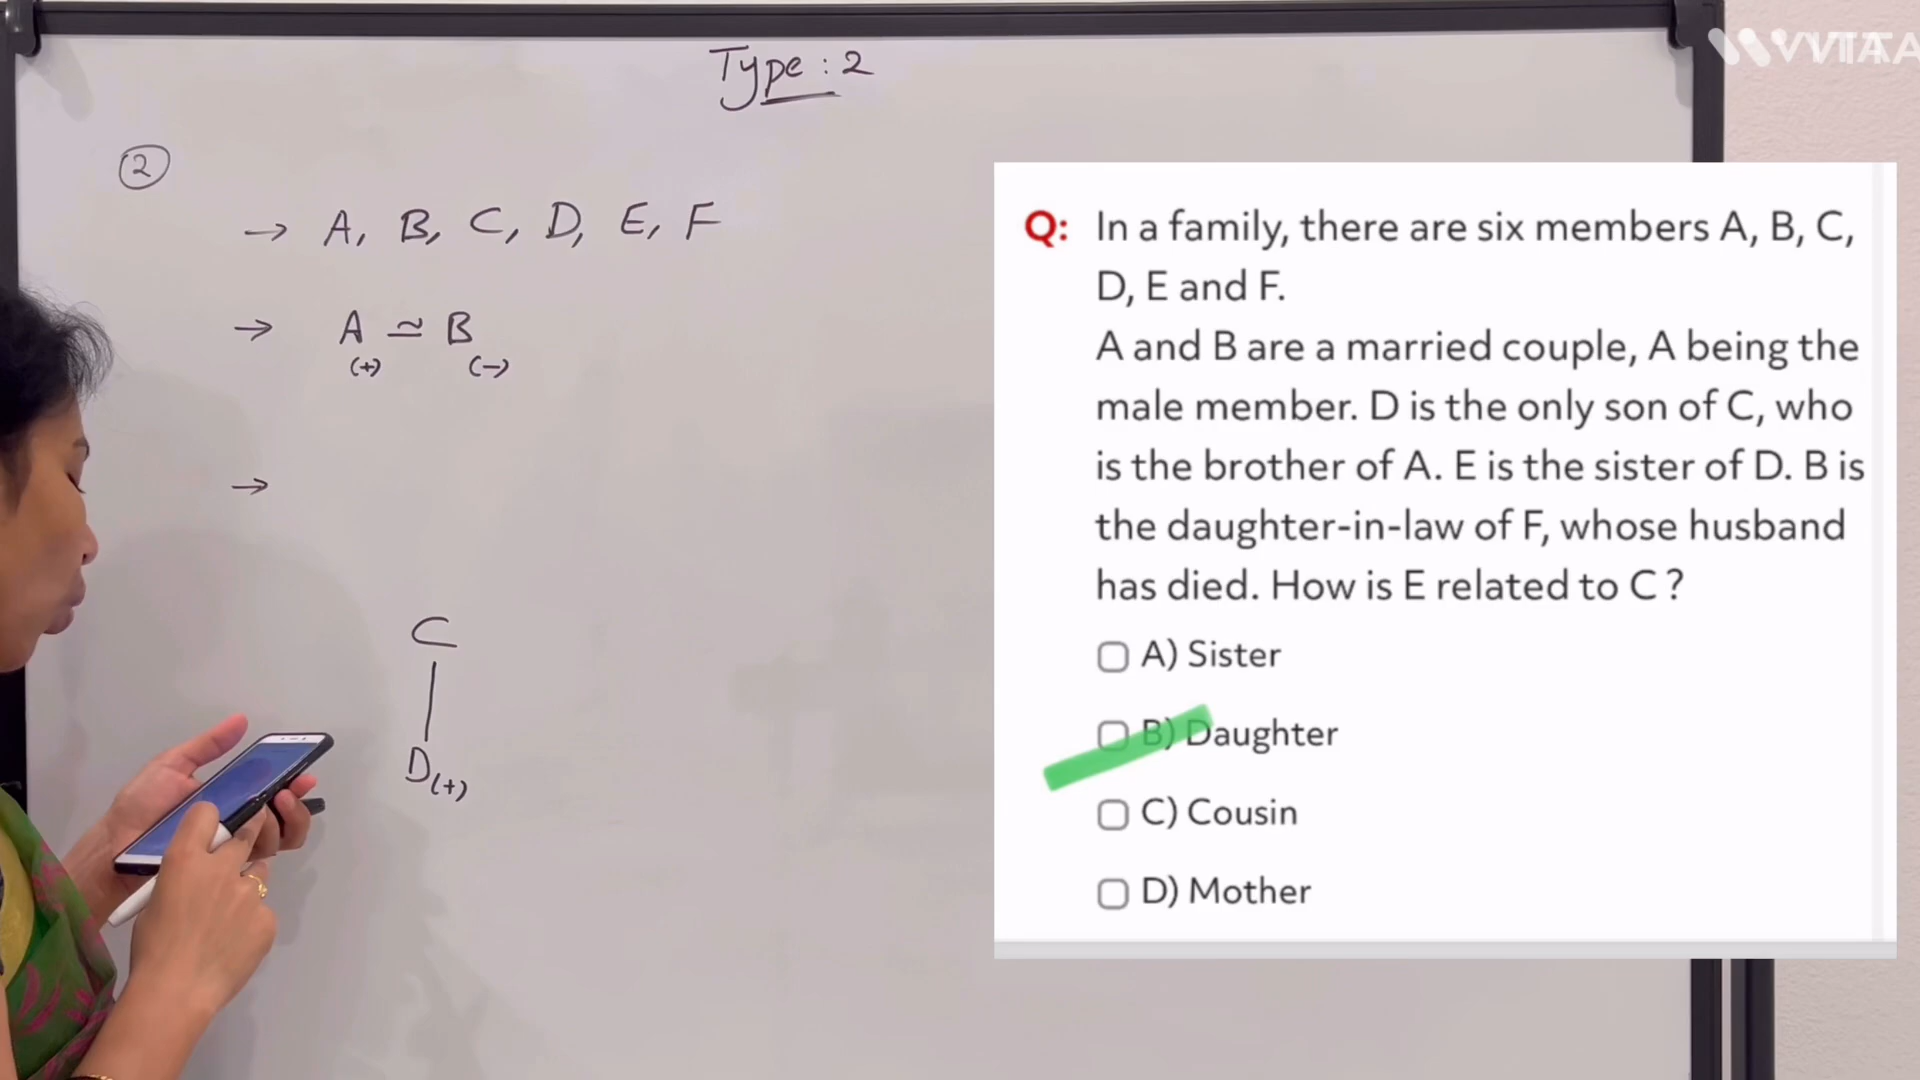 Type : 2
2
→ A, B, C, D, E, F
→ A ≃ B
(+) (-)
→
C
D(+)
Q: In a family, there are six members A, B, C,
D, E and F.
A and B are a married couple, A being the
male member. D is the only son of C, who
is the brother of A. E is the sister of D. B is
the daughter-in-law of F, whose husband
has died. How is E related to C ?
A) Sister
B) Daughter
C) Cousin
D) Mother